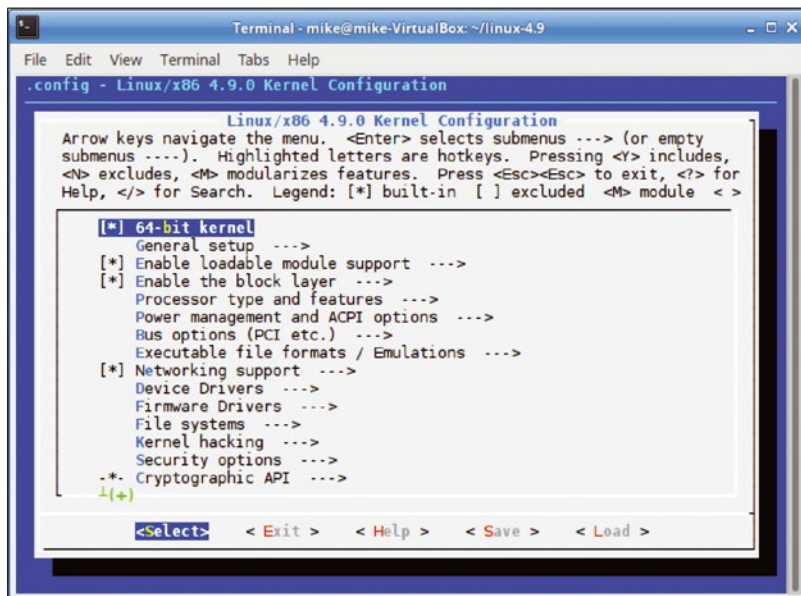 Terminal - mike@mike-VirtualBox: ~/linux-4.9
File Edit View Terminal Tabs Help
.config - Linux/x86 4.9.0 Kernel Configuration
Linux/x86 4.9.0 Kernel Configuration
Arrow keys navigate the menu. <Enter> selects submenus ---> (or empty
submenus ----). Highlighted letters are hotkeys. Pressing <Y> includes,
<N> excludes, <M> modularizes features. Press <Esc><Esc> to exit, <?> for
Help, </> for Search. Legend: [*] built-in [ ] excluded <M> module < >
[*] 64-bit kernel
General setup --->
[*] Enable loadable module support --->
[*] Enable the block layer --->
Processor type and features --->
Power management and ACPI options --->
Bus options (PCI etc.) --->
Executable file formats / Emulations --->
[*] Networking support --->
Device Drivers --->
Firmware Drivers --->
File systems --->
Kernel hacking --->
Security options --->
-*- Cryptographic API --->
┴(+)
<Select> < Exit > < Help > < Save > < Load >